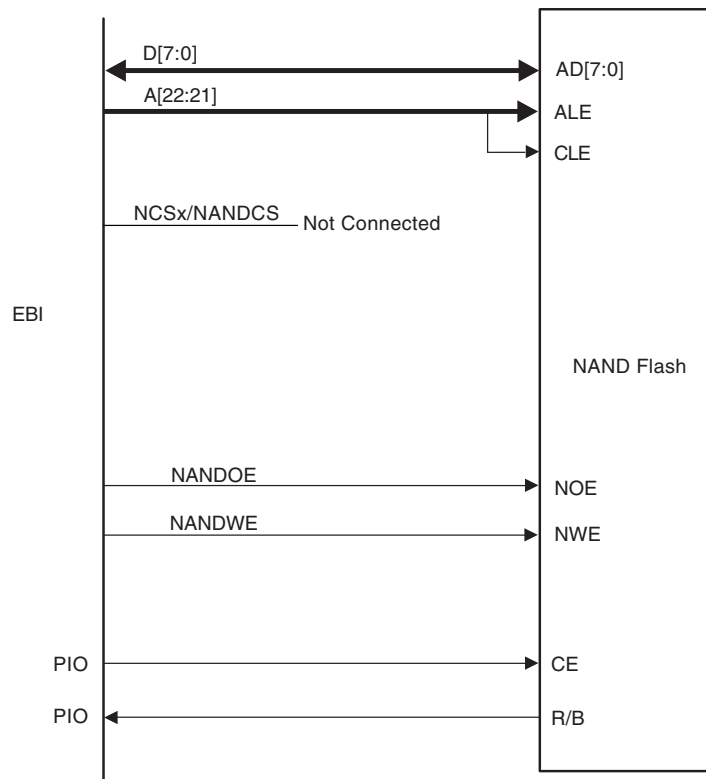 D[7:0]
AD[7:0]
A[22:21]
ALE
CLE
NCSx/NANDCS
Not Connected
EBI
NAND Flash
NANDOE
NOE
NANDWE
NWE
PIO
CE
PIO
R/B